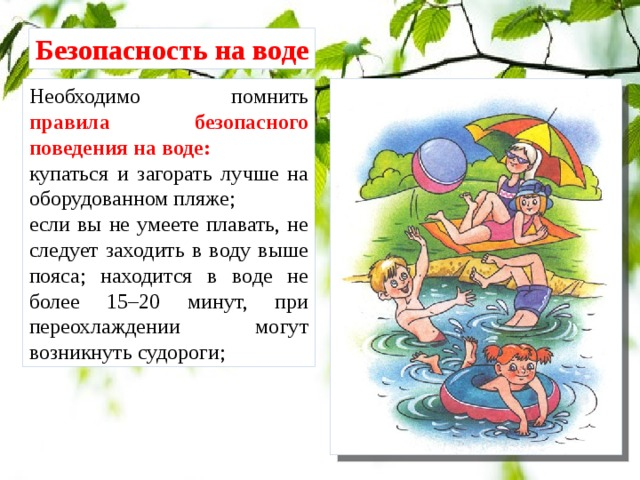 Безопасность на воде
Необходимо помнить
правила безопасного
поведения на воде:
купаться и загорать лучше на
оборудованном пляже;
если вы не умеете плавать, не
следует заходить в воду выше
пояса; находится в воде не
более 15–20 минут, при
переохлаждении могут
возникнуть судороги;